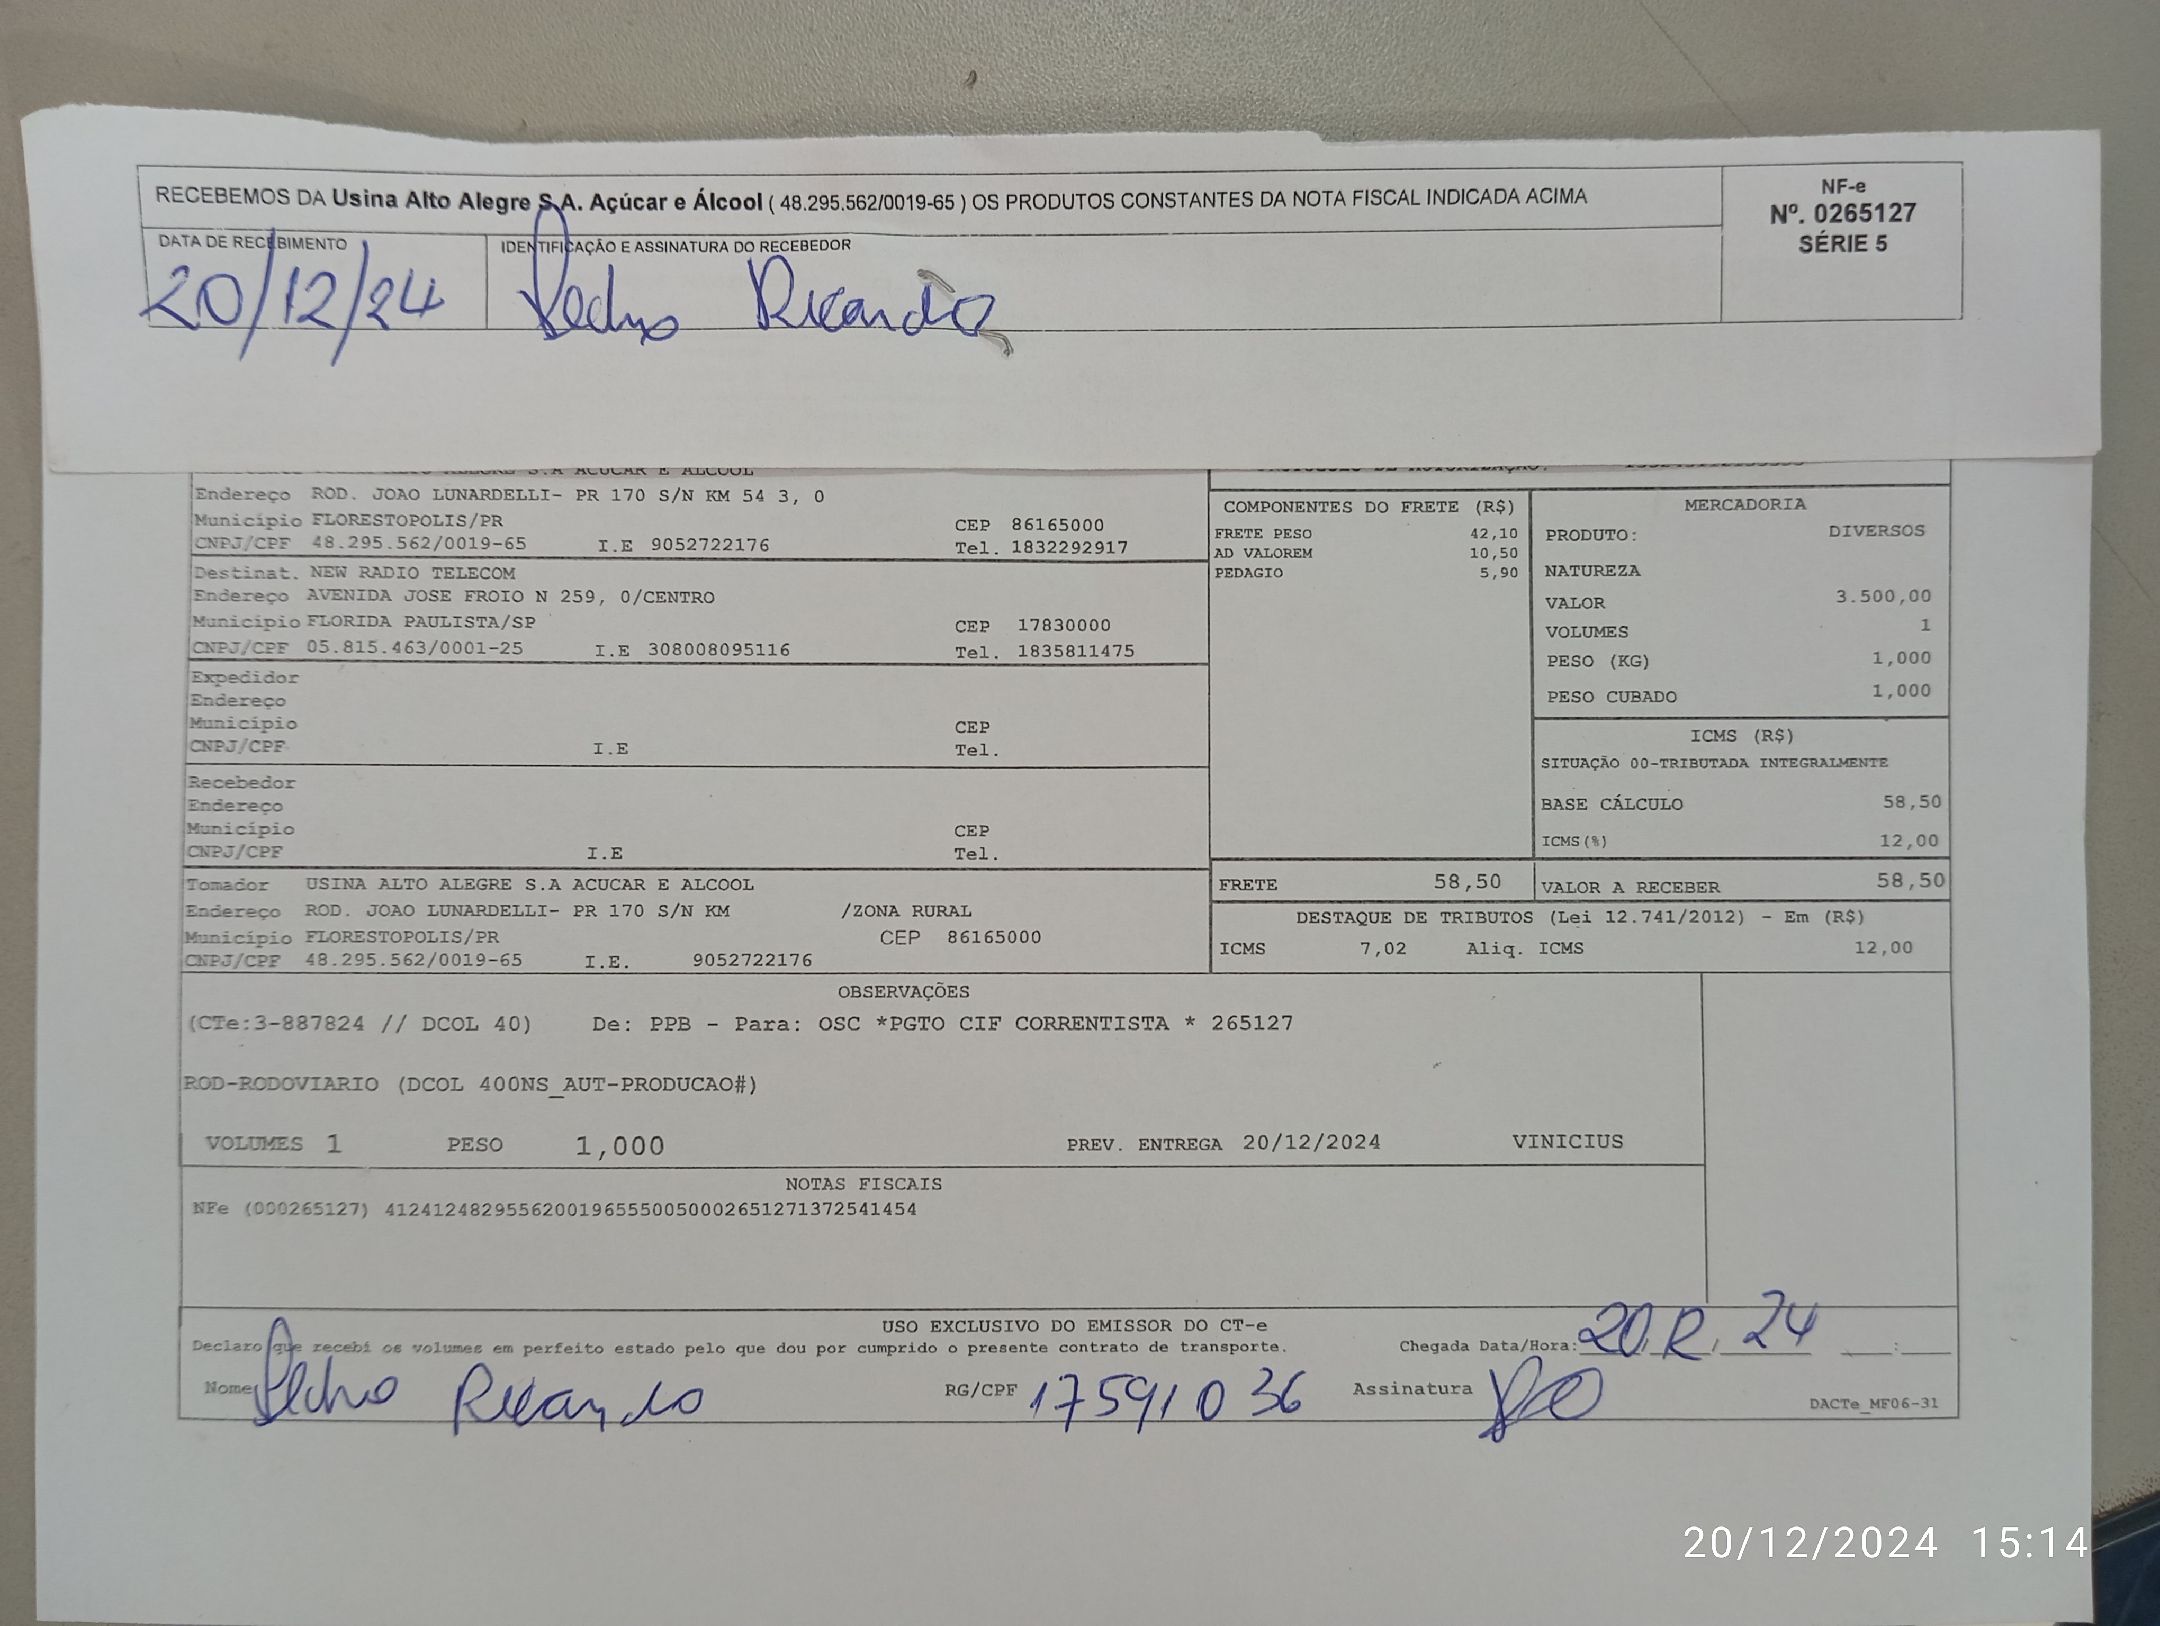 RECEBEMOS DA Usina Alto Alegre S.A. Açúcar e Álcool ( 48.295.562/0019-65 ) OS PRODUTOS CONSTANTES DA NOTA FISCAL INDICADA ACIMA
NF-e
Nº. 0265127
SÉRIE 5
DATA DE RECEBIMENTO
20/12/24
IDENTIFICAÇÃO E ASSINATURA DO RECEBEDOR
Pedro Ricardo
S.A ACUCAR E ALCOOL
Endereço ROD. JOAO LUNARDELLI- PR 170 S/N KM 54 3, 0
Município FLORESTOPOLIS/PR CEP 86165000
CNPJ/CPF 48.295.562/0019-65 I.E 9052722176 Tel. 1832292917
Destinat. NEW RADIO TELECOM
Endereço AVENIDA JOSE FROIO N 259, 0/CENTRO
Município FLORIDA PAULISTA/SP CEP 17830000
CNPJ/CPF 05.815.463/0001-25 I.E 308008095116 Tel. 1835811475
Expedidor
Endereço
Município CEP
CNPJ/CPF I.E Tel.
Recebedor
Endereço
Município CEP
CNPJ/CPF I.E Tel.
Tomador USINA ALTO ALEGRE S.A ACUCAR E ALCOOL
Endereço ROD. JOAO LUNARDELLI- PR 170 S/N KM /ZONA RURAL
Município FLORESTOPOLIS/PR CEP 86165000
CNPJ/CPF 48.295.562/0019-65 I.E. 9052722176
COMPONENTES DO FRETE (R$)
FRETE PESO 42,10
AD VALOREM 10,50
PEDAGIO 5,90
MERCADORIA
PRODUTO: DIVERSOS
NATUREZA
VALOR 3.500,00
VOLUMES 1
PESO (KG) 1,000
PESO CUBADO 1,000
ICMS (R$)
SITUAÇÃO 00-TRIBUTADA INTEGRALMENTE
BASE CÁLCULO 58,50
ICMS(%) 12,00
FRETE 58,50 VALOR A RECEBER 58,50
DESTAQUE DE TRIBUTOS (Lei 12.741/2012) - Em (R$)
ICMS 7,02 Aliq. ICMS 12,00
OBSERVAÇÕES
(CTe:3-887824 // DCOL 40) De: PPB - Para: OSC *PGTO CIF CORRENTISTA * 265127
ROD-RODOVIARIO (DCOL 400NS_AUT-PRODUCAO#)
VOLUMES 1 PESO 1,000 PREV. ENTREGA 20/12/2024 VINICIUS
NOTAS FISCAIS
NFe (000265127) 41241248295562001965550050002651271372541454
USO EXCLUSIVO DO EMISSOR DO CT-e
Declaro que recebi os volumes em perfeito estado pelo que dou por cumprido o presente contrato de transporte. Chegada Data/Hora: 20/12/24 :
Nome Pedro Ricardo RG/CPF 17591036 Assinatura
DACTe_MF06-31
20/12/2024 15:14